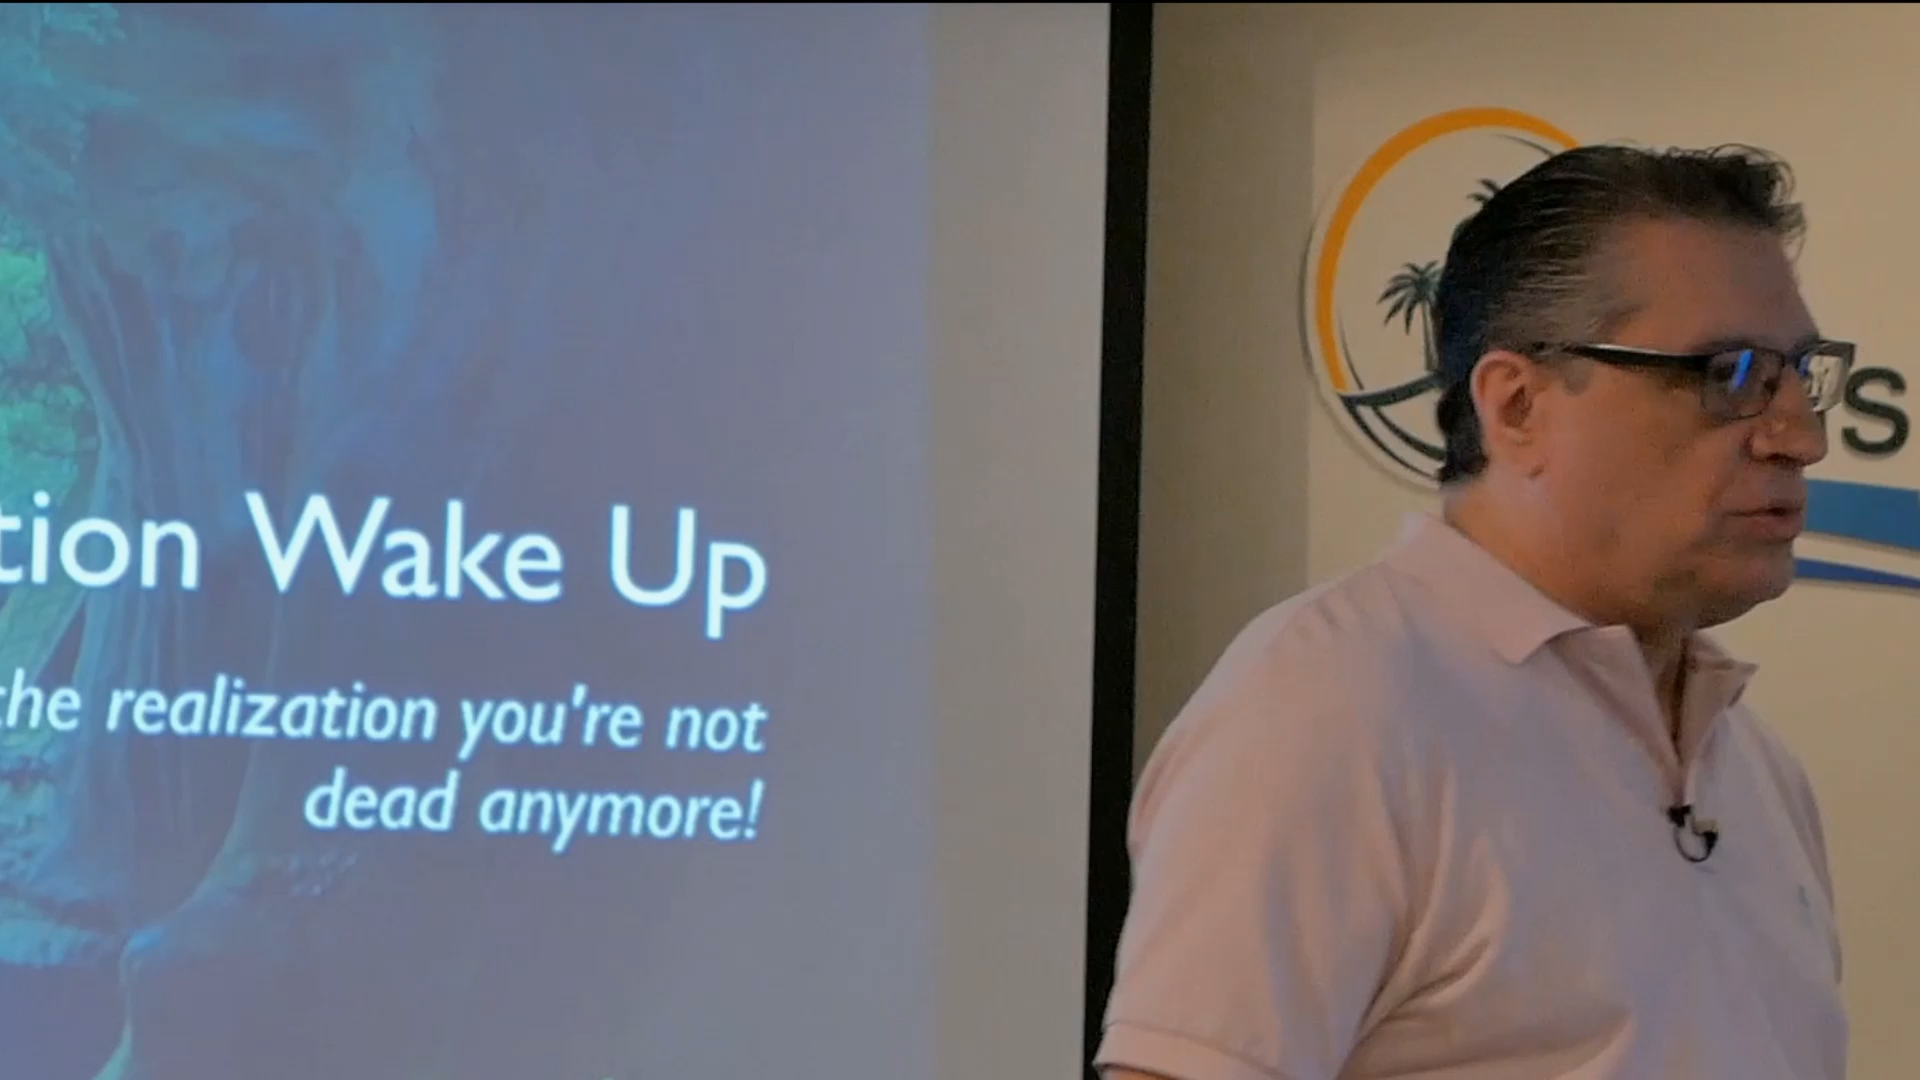 tion Wake Up
the realization you're not
dead anymore!
s